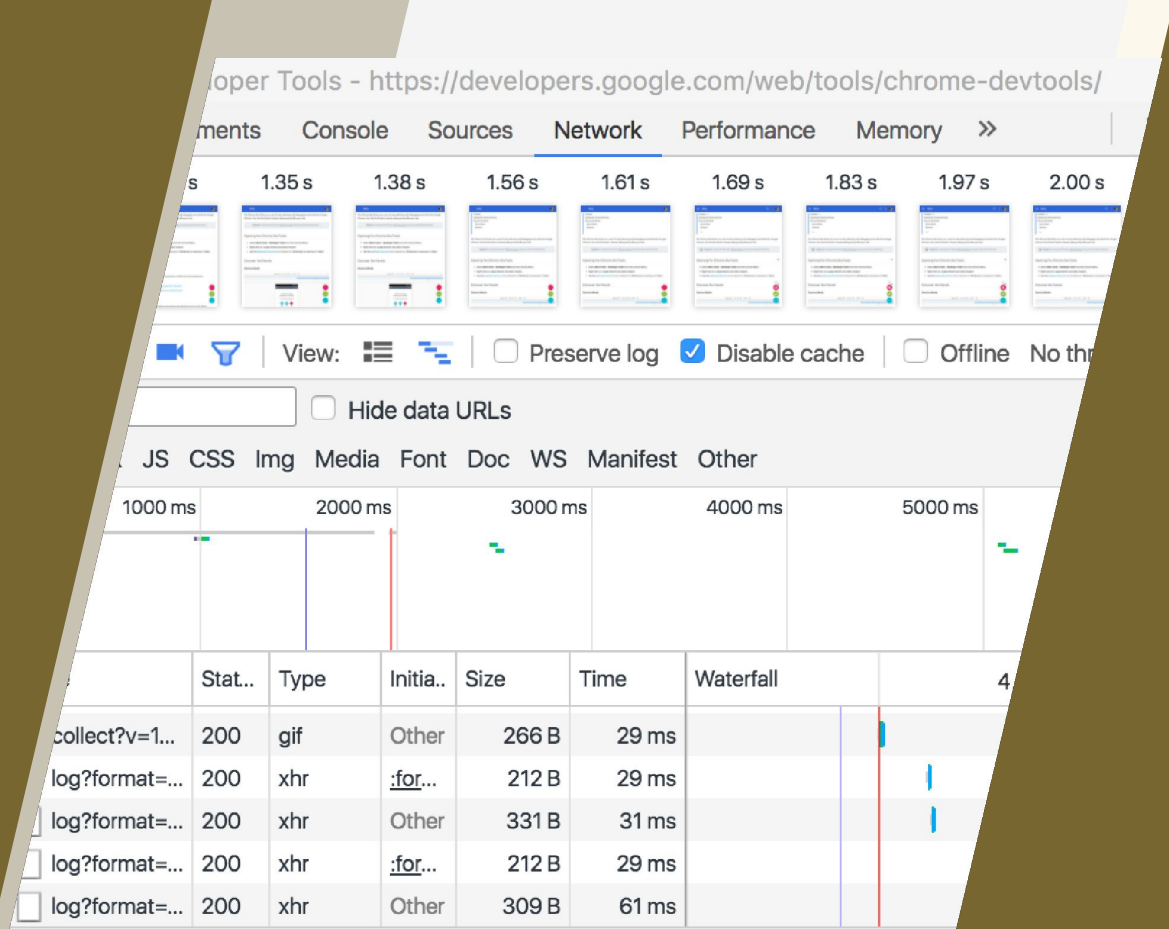 oper Tools - https://developers.google.com/web/tools/chrome-devtools/
ments Console Sources Network Performance Memory »
s 1.35 s 1.38 s 1.56 s 1.61 s 1.69 s 1.83 s 1.97 s 2.00 s
View: Preserve log Disable cache Offline No thr
Hide data URLs
JS CSS Img Media Font Doc WS Manifest Other
1000 ms 2000 ms 3000 ms 4000 ms 5000 ms
Stat... Type Initia.. Size Time Waterfall 4
collect?v=1... 200 gif Other 266 B 29 ms
log?format=... 200 xhr :for... 212 B 29 ms
log?format=... 200 xhr Other 331 B 31 ms
log?format=... 200 xhr :for... 212 B 29 ms
log?format=... 200 xhr Other 309 B 61 ms